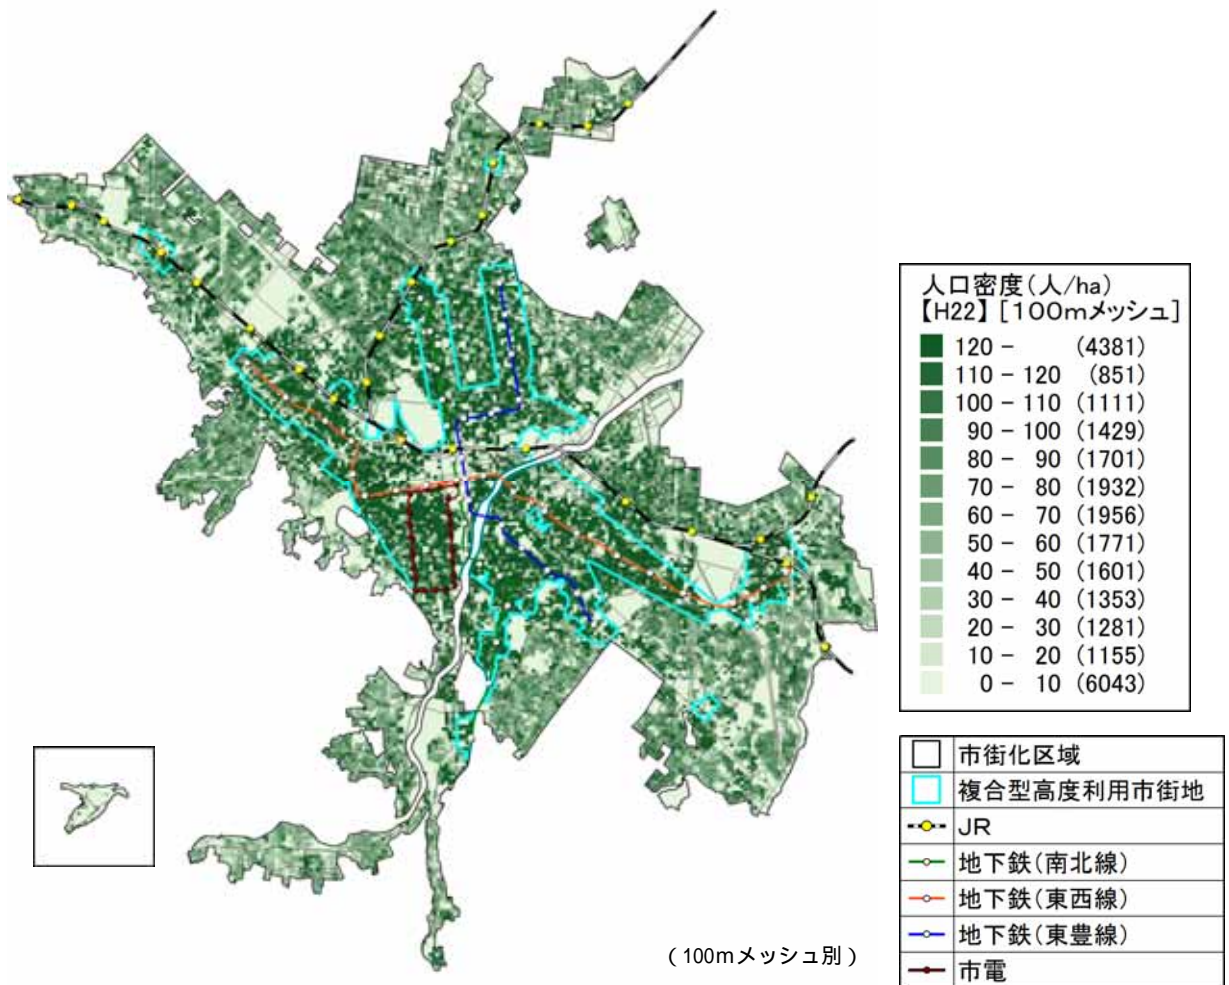 人口密度(人/ha)
【H22】[100mメッシュ]
120 − (4381)
110 − 120 (851)
100 − 110 (1111)
90 − 100 (1429)
80 − 90 (1701)
70 − 80 (1932)
60 − 70 (1956)
50 − 60 (1771)
40 − 50 (1601)
30 − 40 (1353)
20 − 30 (1281)
10 − 20 (1155)
0 − 10 (6043)
市街化区域
複合型高度利用市街地
JR
地下鉄(南北線)
地下鉄(東西線)
地下鉄(東豊線)
市電
(100mメッシュ別)